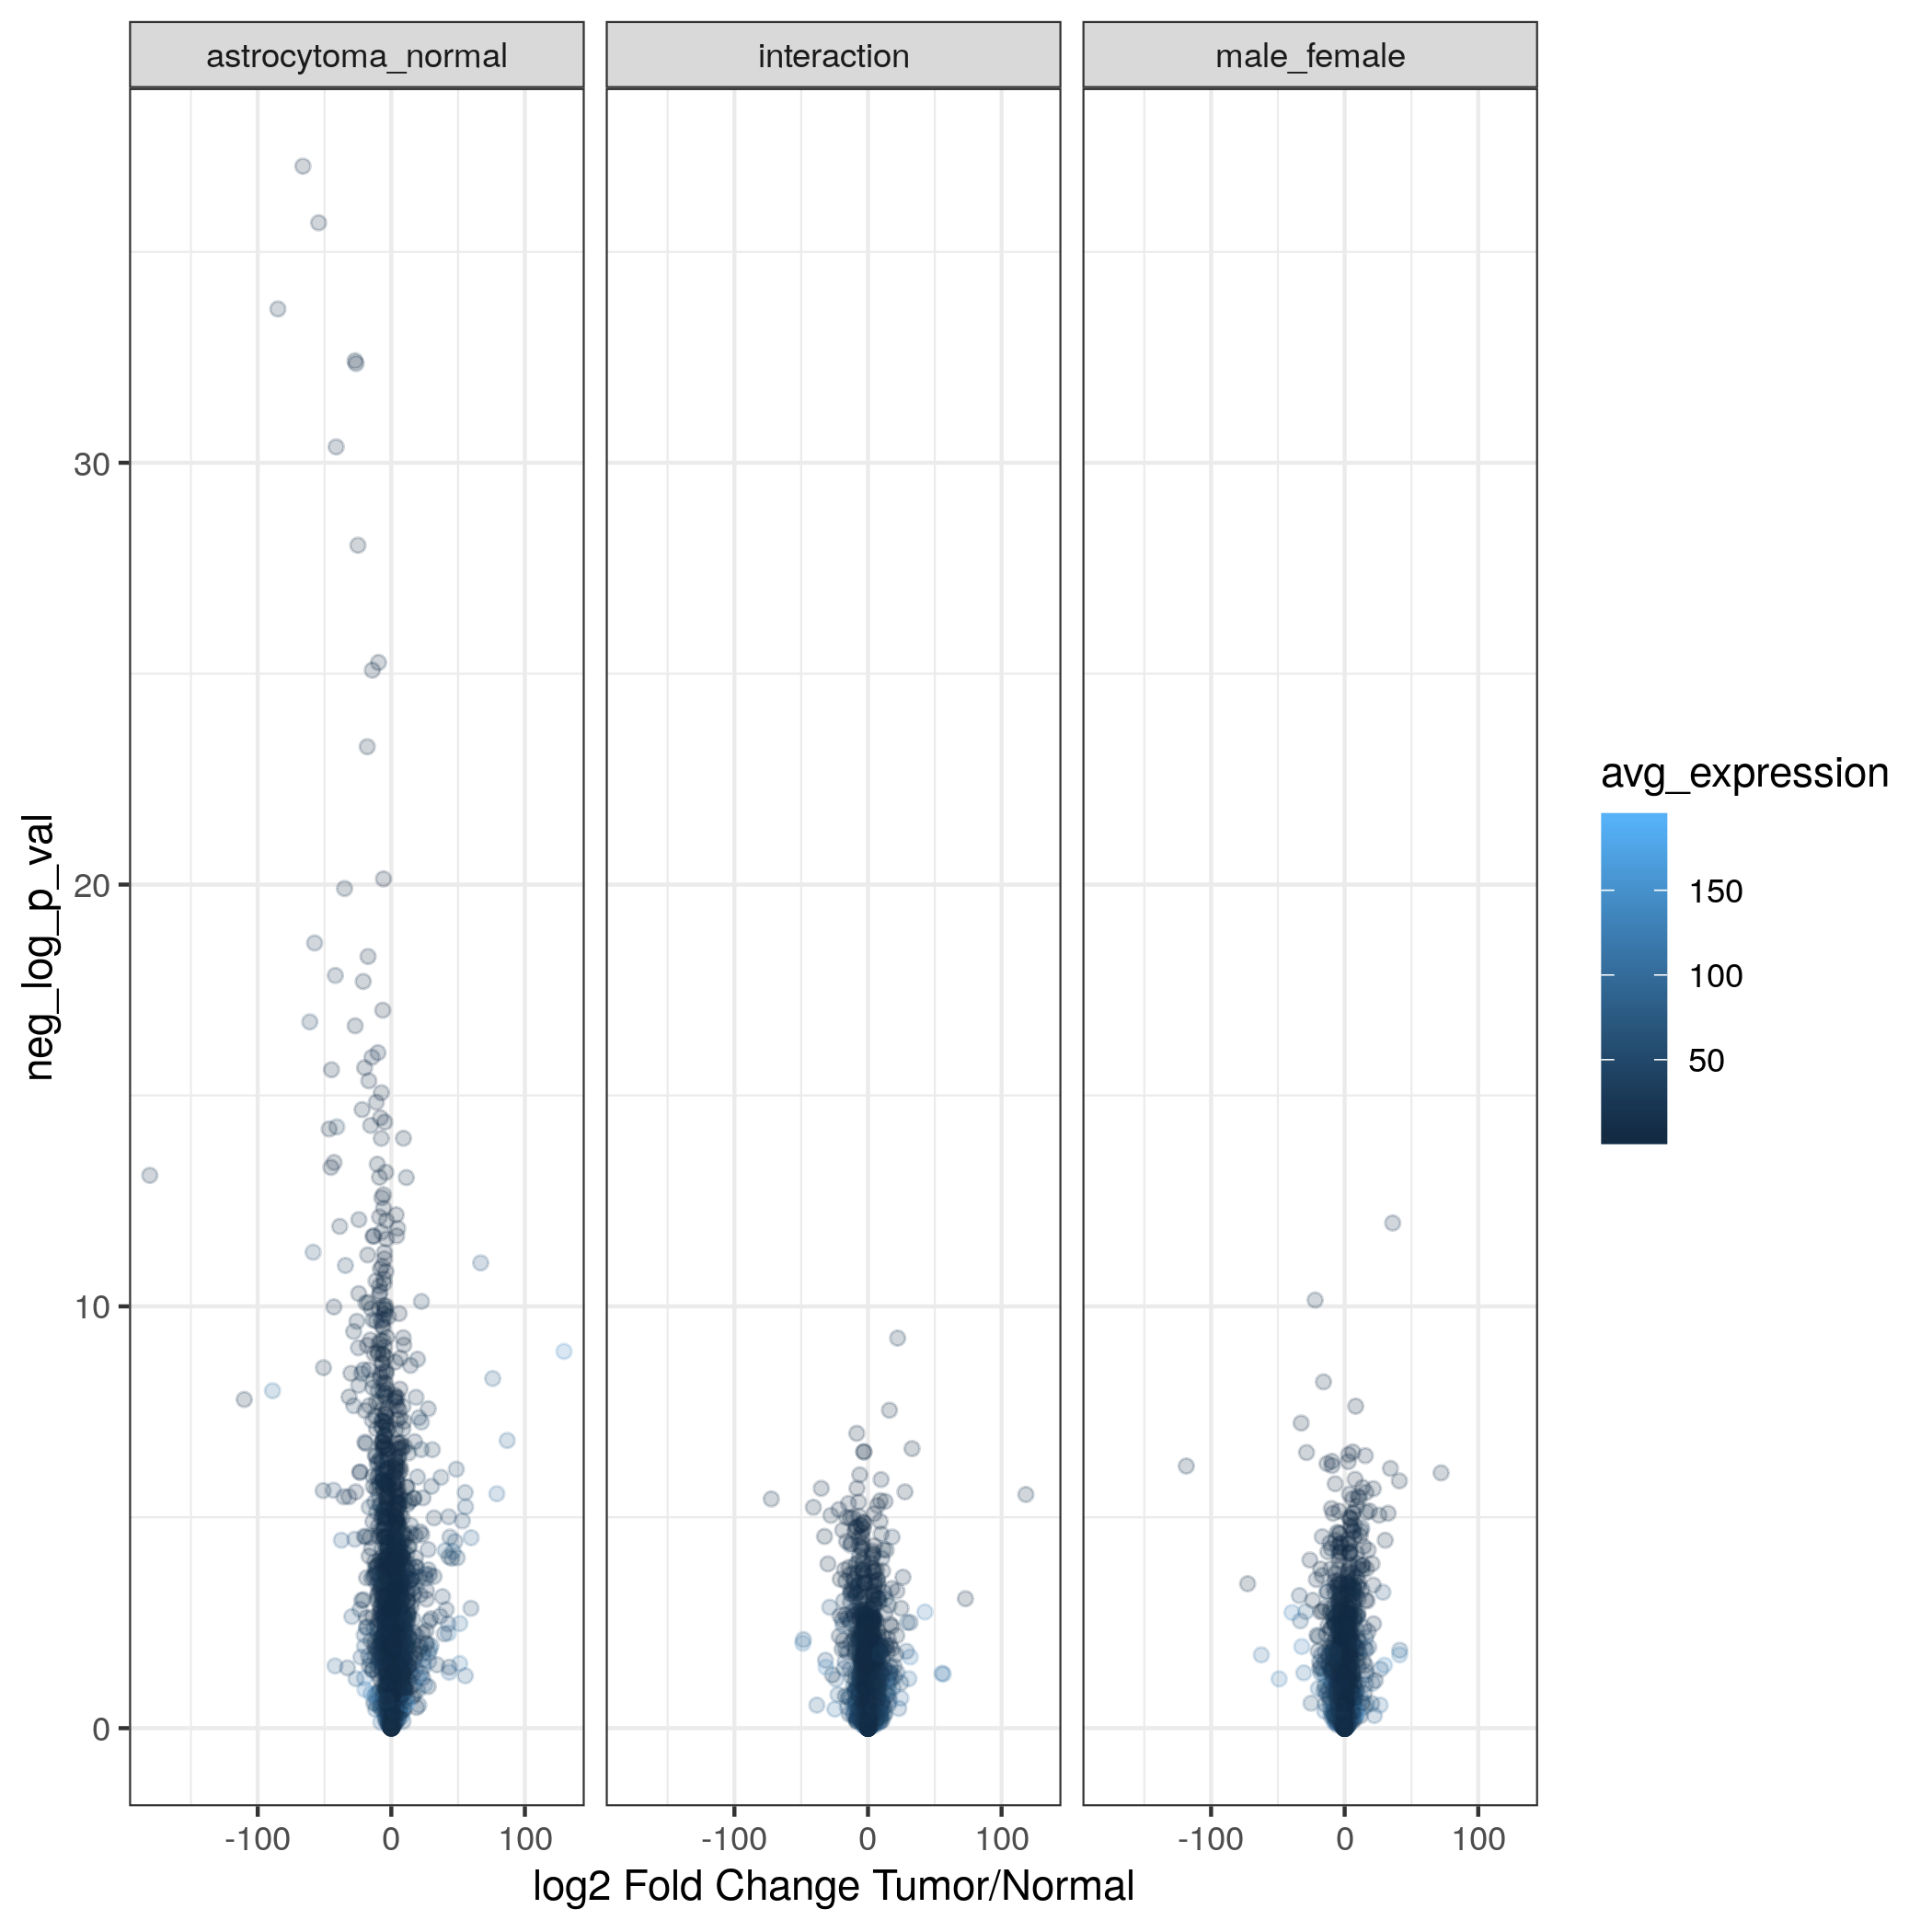 astrocytoma_normal
interaction
male_female
neg_log_p_val
30
20
10
0
-100 0 100
-100 0 100
-100 0 100
log2 Fold Change Tumor/Normal
avg_expression
150
100
50